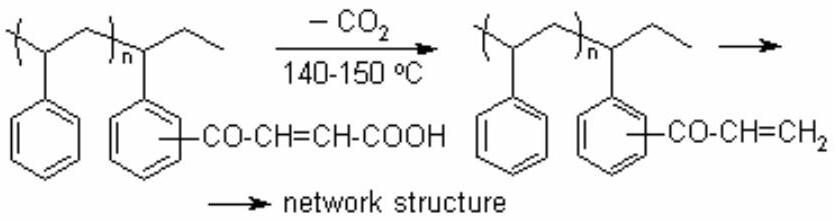 – CO2
140-150 ºC
n
n
CO-CH=CH-COOH
CO-CH=CH2
network structure